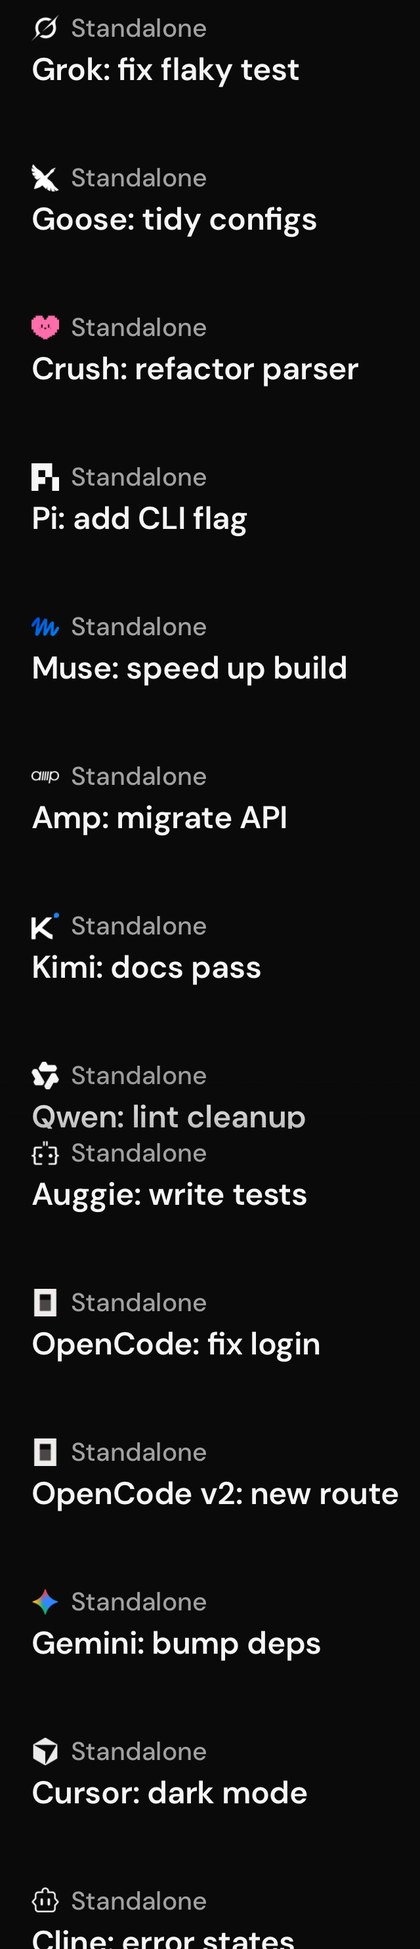 Standalone
Grok: fix flaky test
Standalone
Goose: tidy configs
Standalone
Crush: refactor parser
Standalone
Pi: add CLI flag
Standalone
Muse: speed up build
amp Standalone
Amp: migrate API
Standalone
Kimi: docs pass
Standalone
Qwen: lint cleanup
Standalone
Auggie: write tests
Standalone
OpenCode: fix login
Standalone
OpenCode v2: new route
Standalone
Gemini: bump deps
Standalone
Cursor: dark mode
Standalone
Cline: error states